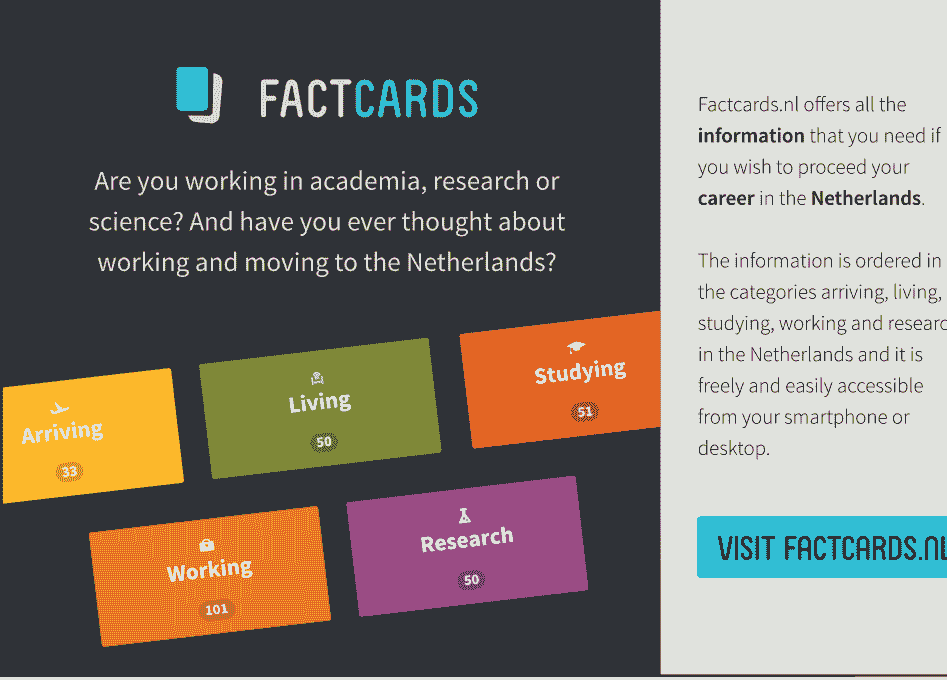 FACTCARDS
Are you working in academia, research or
science? And have you ever thought about
working and moving to the Netherlands?
Arriving
33
Living
50
Studying
51
Working
101
Research
50
Factcards.nl offers all the
information that you need if
you wish to proceed your
career in the Netherlands.
The information is ordered in
the categories arriving, living,
studying, working and researc
in the Netherlands and it is
freely and easily accessible
from your smartphone or
desktop.
VISIT FACTCARDS.NL